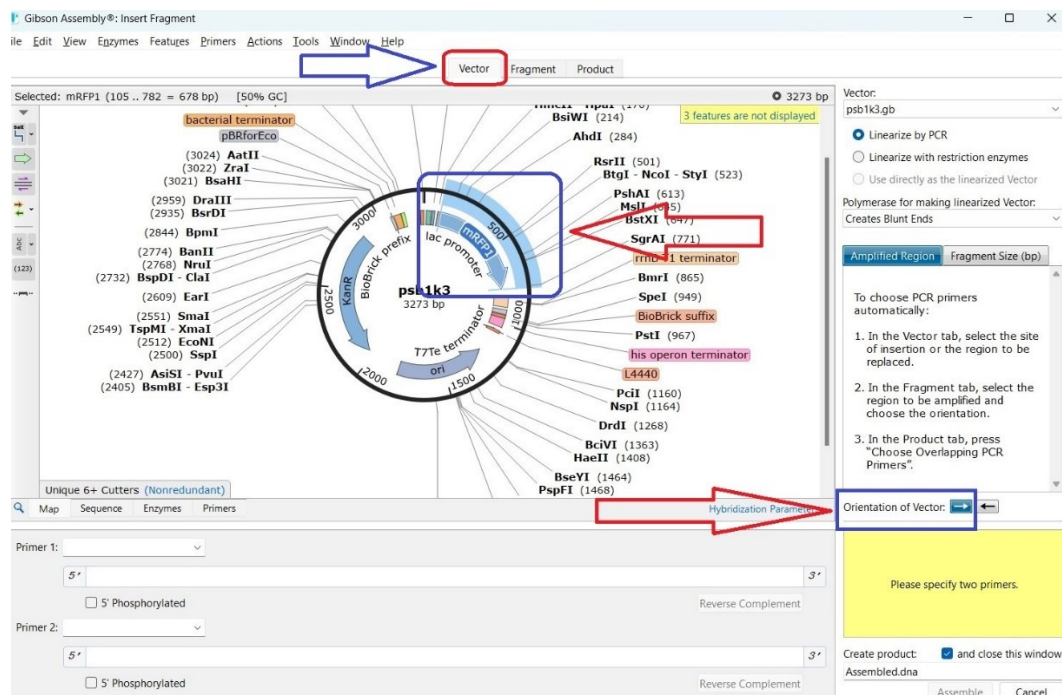 Gibson Assembly®: Insert Fragment
ile Edit View Enzymes Features Primers Actions Tools Window Help
Vector Fragment Product
Selected: mRFP1 (105 .. 782 = 678 bp) [50% GC]
3273 bp
3 features are not displayed
bacterial terminator
pBRforEco
(3024) AatII
(3022) ZraI
(3021) BsaHI
(2959) DraIII
(2935) BsrDI
(2844) BpmI
(2774) BanII
(2768) NruI
(2732) BspDI - ClaI
(2609) EarI
(2551) SmaI
(2549) TspMI - XmaI
(2512) EcoNI
(2500) SspI
(2427) AsiSI - PvuI
(2405) BsmBI - Esp3I
BsiWI (214)
AhdI (284)
RsrII (501)
BtgI - NcoI - StyI (523)
PshAI (613)
BstXI (647)
SgrAI (771)
terminator
BmrI (865)
SpeI (949)
BioBrick suffix
PstI (967)
his operon terminator
L4440
PciI (1160)
NspI (1164)
DrdI (1268)
BciVI (1363)
HaeII (1408)
BseYI (1464)
PspFI (1468)
3000
500
1000
1500
2000
2500
KanR
BioBrick prefix
lac promoter
mRFP1
psb1k3
3273 bp
T7Te terminator
ori
Unique 6+ Cutters (Nonredundant)
Map Sequence Enzymes Primers
Hybridization
Primer 1:
5' 3'
5' Phosphorylated
Reverse Complement
Primer 2:
5' 3'
5' Phosphorylated
Reverse Complement
Vector:
psb1k3.gb
Linearize by PCR
Linearize with restriction enzymes
Use directly as the linearized Vector
Polymerase for making linearized Vector:
Creates Blunt Ends
Amplified Region Fragment Size (bp)
To choose PCR primers
automatically:
1. In the Vector tab, select the site
of insertion or the region to be
replaced.
2. In the Fragment tab, select the
region to be amplified and
choose the orientation.
3. In the Product tab, press
"Choose Overlapping PCR
Primers".
Orientation of Vector:
Please specify two primers.
Create product: and close this window
Assembled.dna
Assemble Cancel